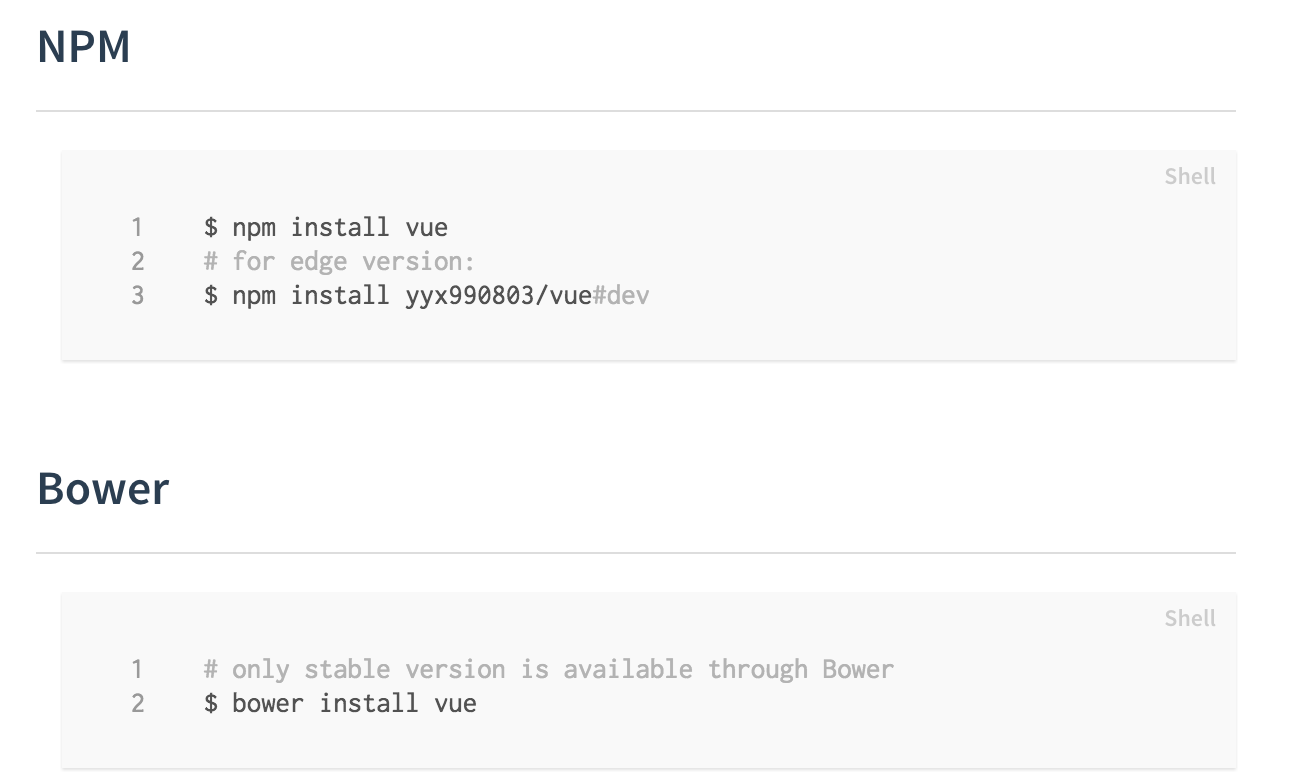 NPM
Shell
1 $ npm install vue
2 # for edge version:
3 $ npm install yyx990803/vue#dev
Bower
Shell
1 # only stable version is available through Bower
2 $ bower install vue